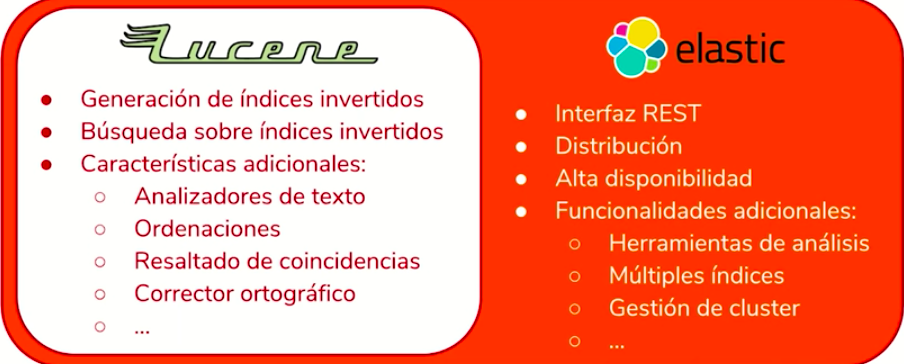 Lucene
● Generación de índices invertidos
● Búsqueda sobre índices invertidos
● Características adicionales:
○ Analizadores de texto
○ Ordenaciones
○ Resaltado de coincidencias
○ Corrector ortográfico
○ ...
elastic
● Interfaz REST
● Distribución
● Alta disponibilidad
● Funcionalidades adicionales:
○ Herramientas de análisis
○ Múltiples índices
○ Gestión de cluster
○ ...